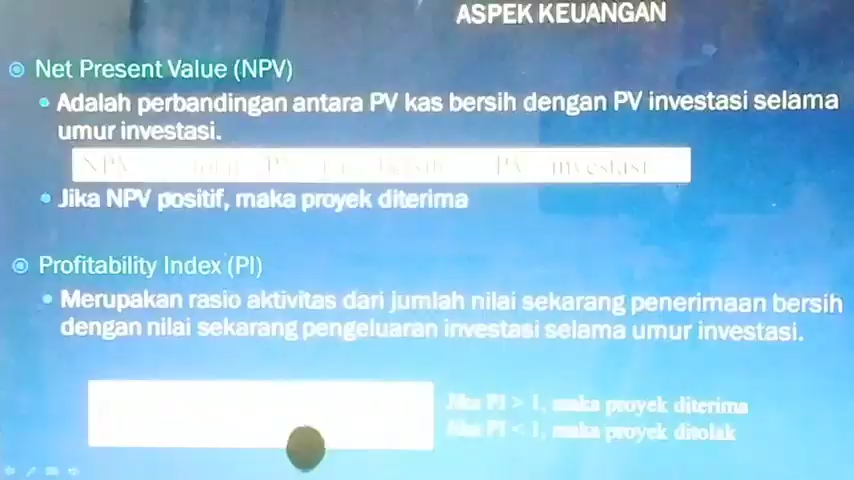 ASPEK KEUANGAN
Net Present Value (NPV)
Adalah perbandingan antara PV kas bersih dengan PV investasi selama
umur investasi.
NPV total PV kas bersih PV investasi
Jika NPV positif, maka proyek diterima
Profitability Index (PI)
Merupakan rasio aktivitas dari jumlah nilai sekarang penerimaan bersih
dengan nilai sekarang pengeluaran investasi selama umur investasi.
Jika PI > 1, maka proyek diterima
Jika PI < 1, maka proyek ditolak